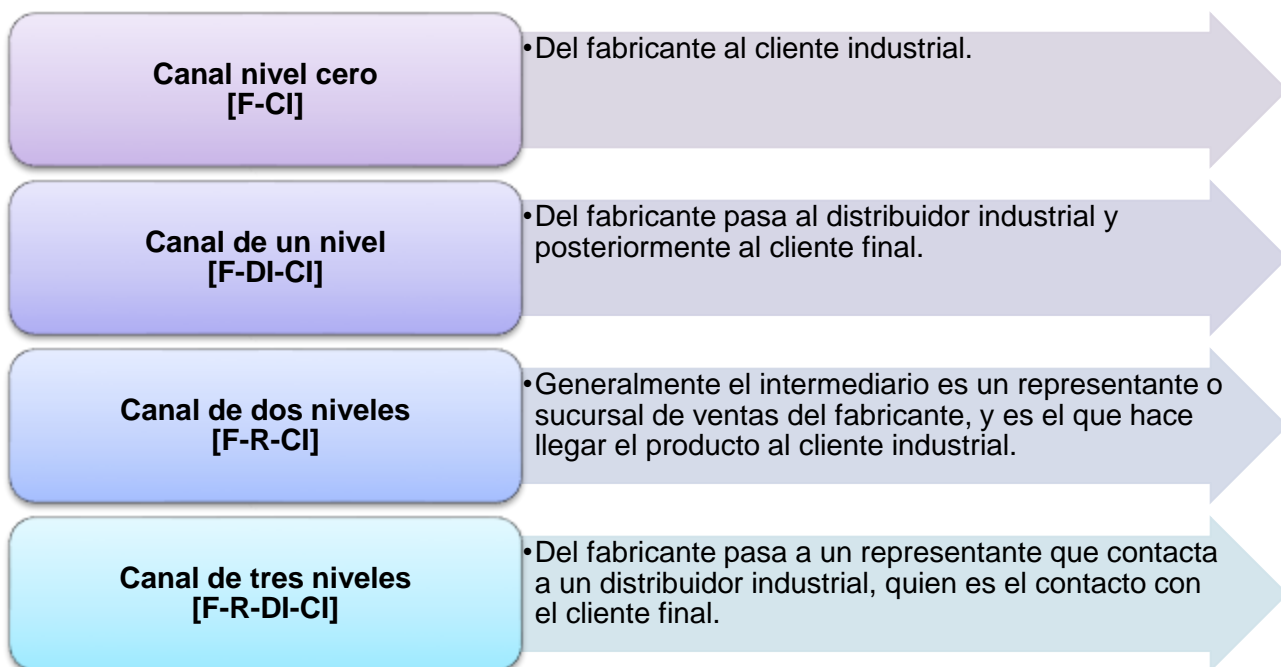 Canal nivel cero
[F-CI]
•Del fabricante al cliente industrial.
Canal de un nivel
[F-DI-CI]
•Del fabricante pasa al distribuidor industrial y
posteriormente al cliente final.
Canal de dos niveles
[F-R-CI]
•Generalmente el intermediario es un representante o
sucursal de ventas del fabricante, y es el que hace
llegar el producto al cliente industrial.
Canal de tres niveles
[F-R-DI-CI]
•Del fabricante pasa a un representante que contacta
a un distribuidor industrial, quien es el contacto con
el cliente final.